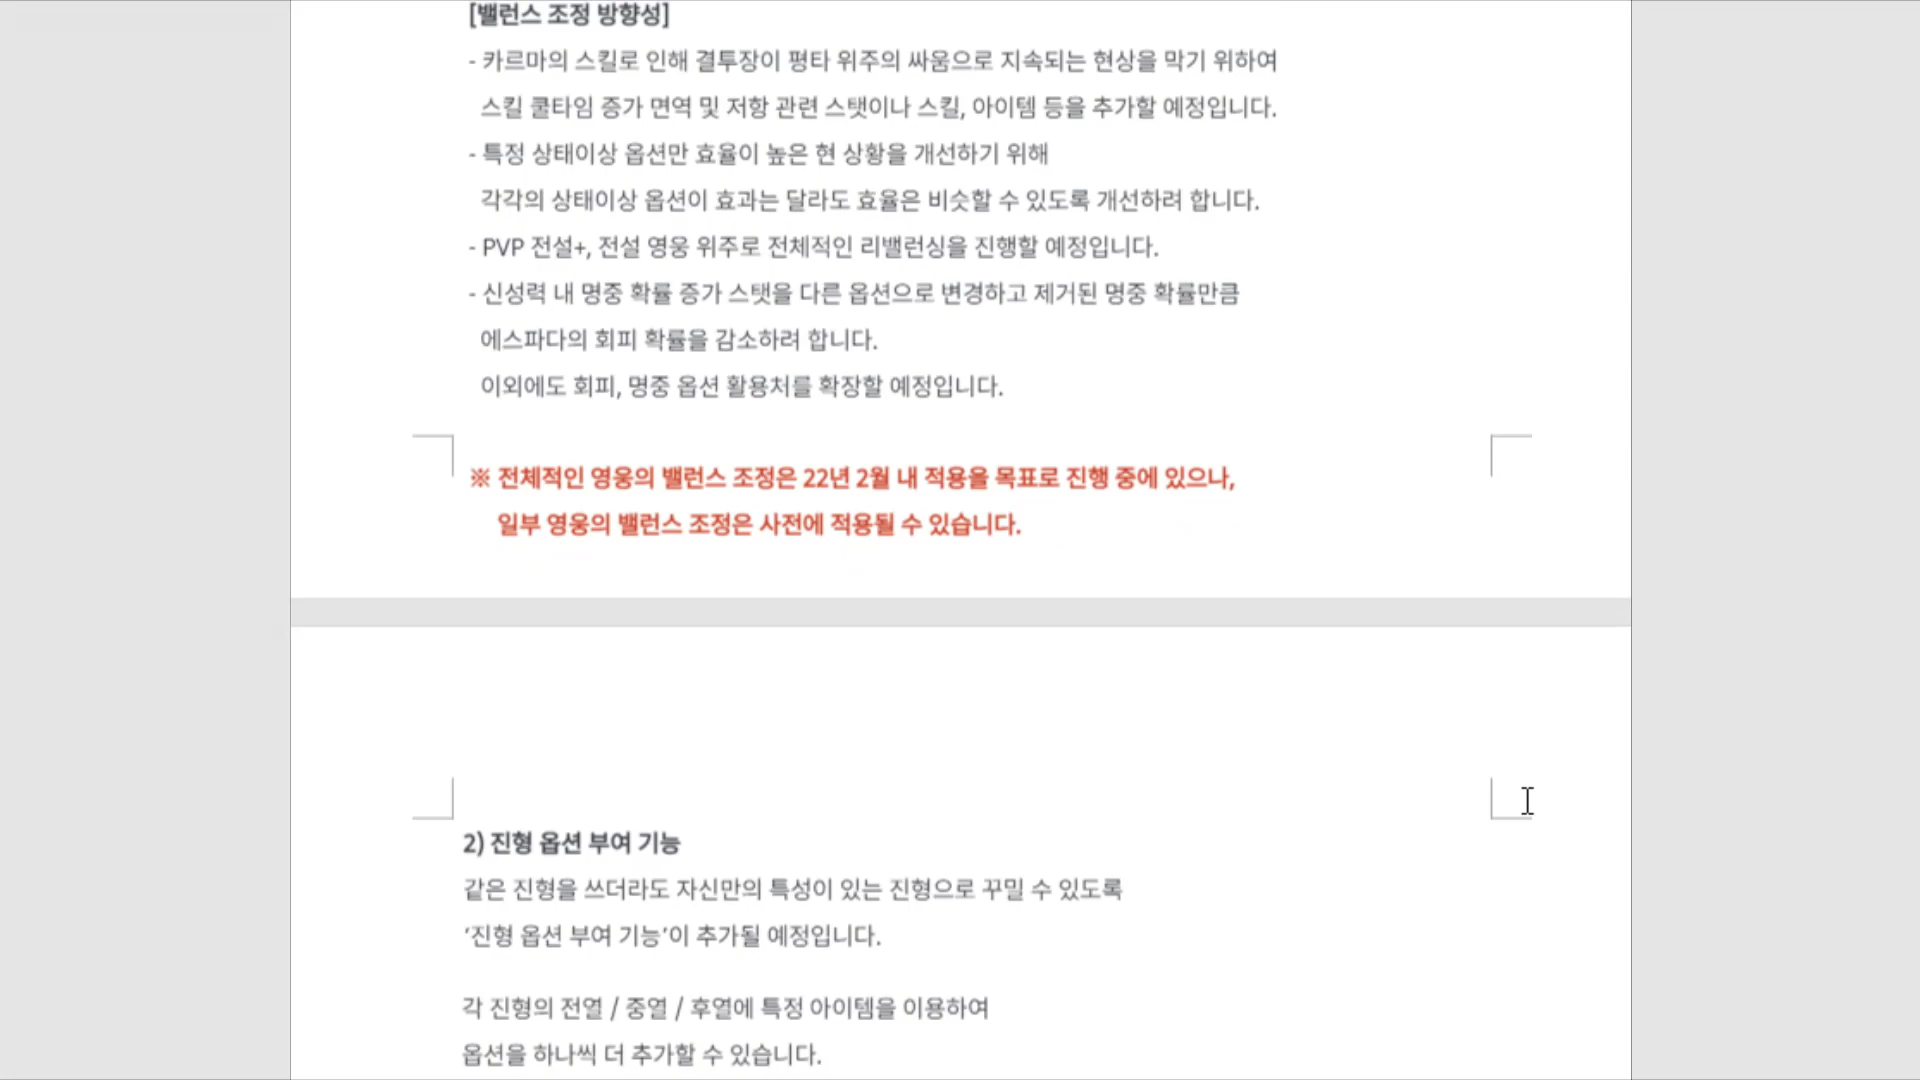 [밸런스 조정 방향성]
- 카르마의 스킬로 인해 결투장이 평타 위주의 싸움으로 지속되는 현상을 막기 위하여
스킬 쿨타임 증가 면역 및 저항 관련 스탯이나 스킬, 아이템 등을 추가할 예정입니다.
- 특정 상태이상 옵션만 효율이 높은 현 상황을 개선하기 위해
각각의 상태이상 옵션이 효과는 달라도 효율은 비슷할 수 있도록 개선하려 합니다.
- PVP 전설+, 전설 영웅 위주로 전체적인 리밸런싱을 진행할 예정입니다.
- 신성력 내 명중 확률 증가 스탯을 다른 옵션으로 변경하고 제거된 명중 확률만큼
에스파다의 회피 확률을 감소하려 합니다.
이외에도 회피, 명중 옵션 활용처를 확장할 예정입니다.
※ 전체적인 영웅의 밸런스 조정은 22년 2월 내 적용을 목표로 진행 중에 있으나,
일부 영웅의 밸런스 조정은 사전에 적용될 수 있습니다.
2) 진형 옵션 부여 기능
같은 진형을 쓰더라도 자신만의 특성이 있는 진형으로 꾸밀 수 있도록
‘진형 옵션 부여 기능’이 추가될 예정입니다.
각 진형의 전열 / 중열 / 후열에 특정 아이템을 이용하여
옵션을 하나씩 더 추가할 수 있습니다.